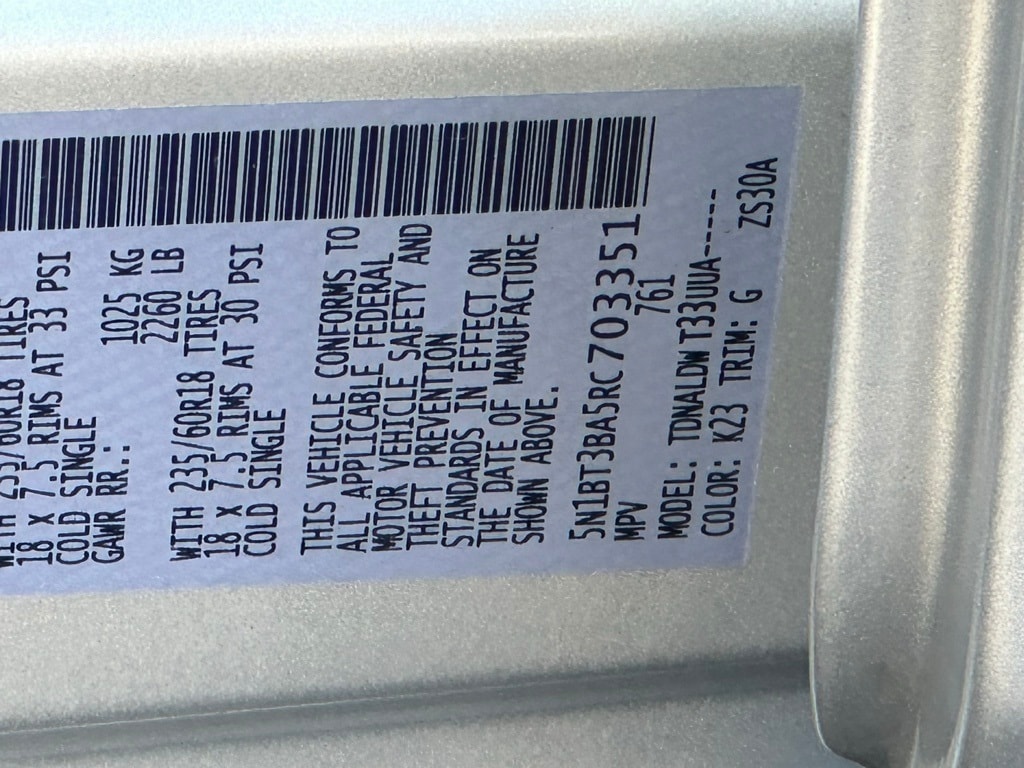 WITH 235/60R18 TIRES
18 X 7.5 RIMS AT 33 PSI
COLD SINGLE
GAWR RR.: 1025 KG
2260 LB
WITH 235/60R18 TIRES
18 X 7.5 RIMS AT 30 PSI
COLD SINGLE
THIS VEHICLE CONFORMS TO
ALL APPLICABLE FEDERAL
MOTOR VEHICLE SAFETY AND
THEFT PREVENTION
STANDARDS IN EFFECT ON
THE DATE OF MANUFACTURE
SHOWN ABOVE.
5N1BT3BA5RC703351
MPV 761
MODEL: TDNALDW T33UUA------
COLOR: K23 TRIM: G ZS30A